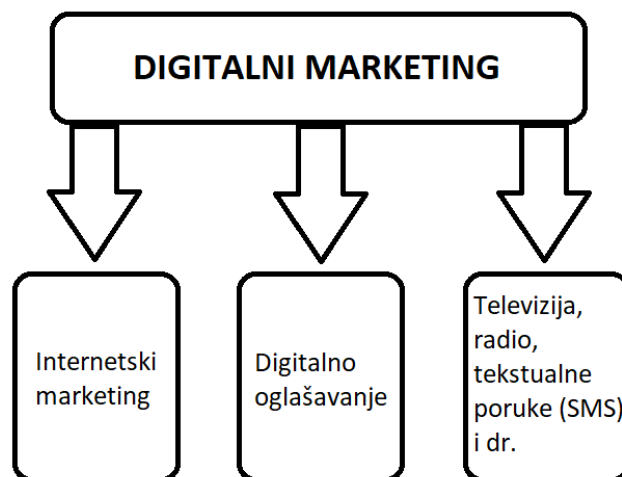 DIGITALNI MARKETING
Internetski
marketing
Digitalno
oglašavanje
Televizija,
radio,
tekstualne
poruke (SMS)
i dr.